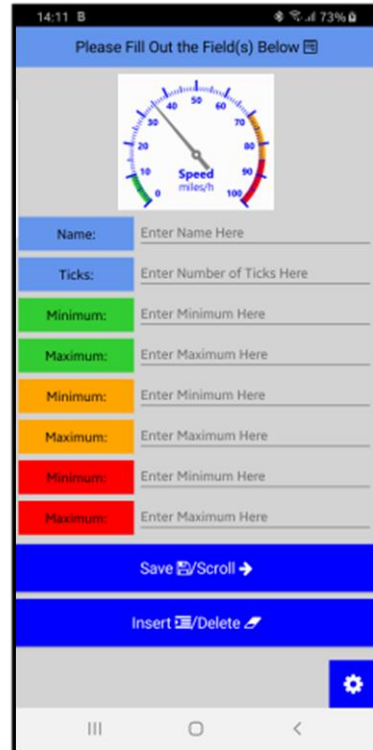 14:11 B 73%
Please Fill Out the Field(s) Below
0 10 20 30 40 50 60 70 80 90 100
Speed
miles/h
Name: Enter Name Here
Ticks: Enter Number of Ticks Here
Minimum: Enter Minimum Here
Maximum: Enter Maximum Here
Minimum: Enter Minimum Here
Maximum: Enter Maximum Here
Minimum: Enter Minimum Here
Maximum: Enter Maximum Here
Save /Scroll
Insert /Delete